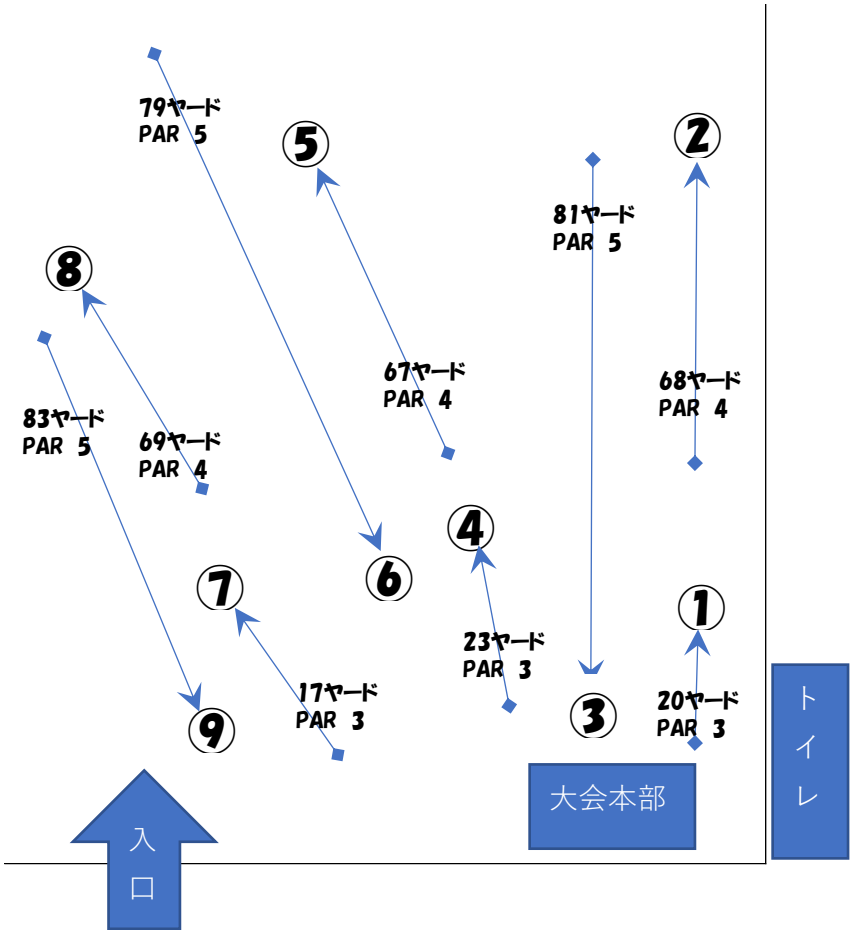 79ヤード
PAR 5
⑤
②
81ヤード
PAR 5
⑧
67ヤード
PAR 4
68ヤード
PAR 4
83ヤード
PAR 5
69ヤード
PAR 4
④
⑥
⑦
①
23ヤード
PAR 3
17ヤード
PAR 3
20ヤード
PAR 3
③
⑨
トイレ
大会本部
入口